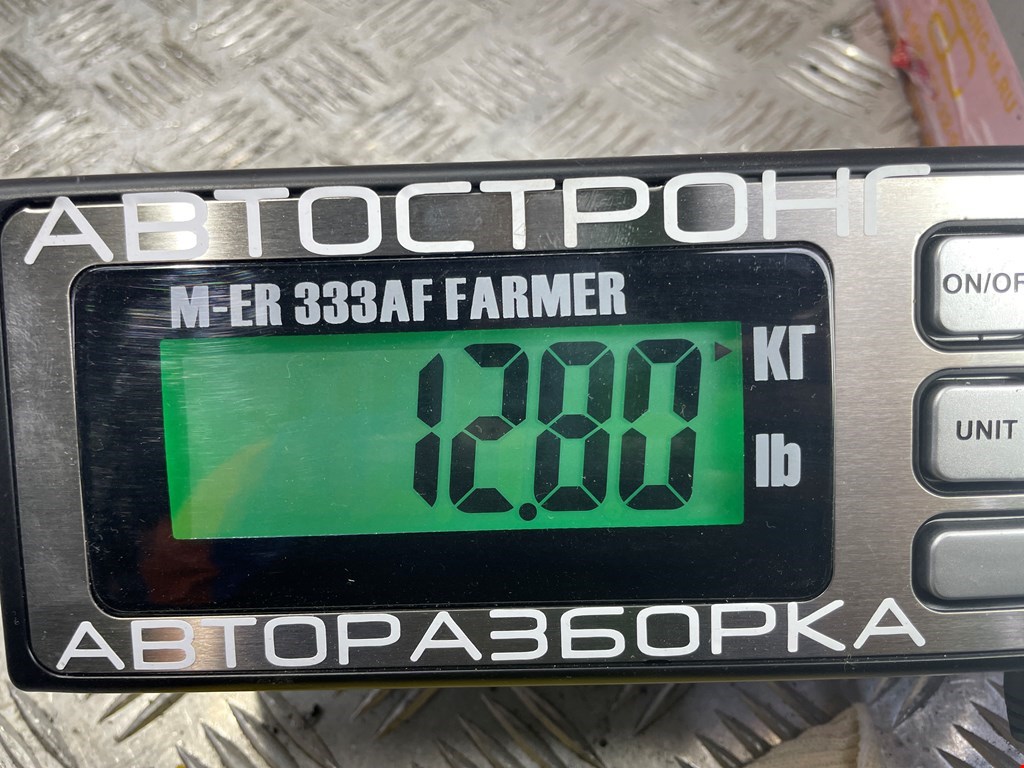 АВТОСТРОНГ
M-ER 333AF FARMER
12.80
КГ
lb
ON/OF
UNIT
АВТОРАЗБОРКА